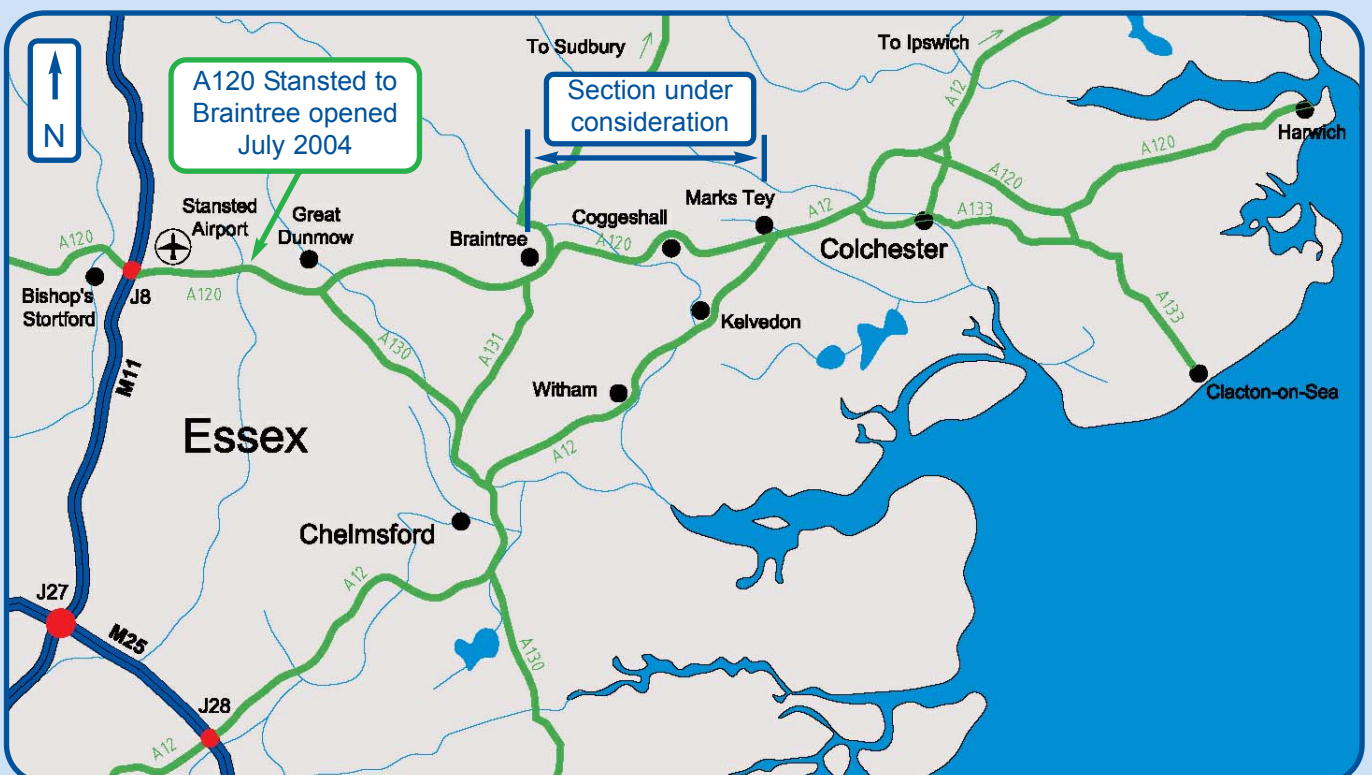 N
A120 Stansted to
Braintree opened
July 2004
To Sudbury
Section under
consideration
To Ipswich
A12
Harwich
A120
Stansted
Airport
Great
Dunmow
Braintree
Coggeshall
Marks Tey
A12
A120
A133
Colchester
A120
A120
Bishop's
Stortford
J8
A120
M11
A130
A131
Kelvedon
A133
Witham
Clacton-on-Sea
Essex
A12
Chelmsford
J27
M25
A12
A130
J28
A12